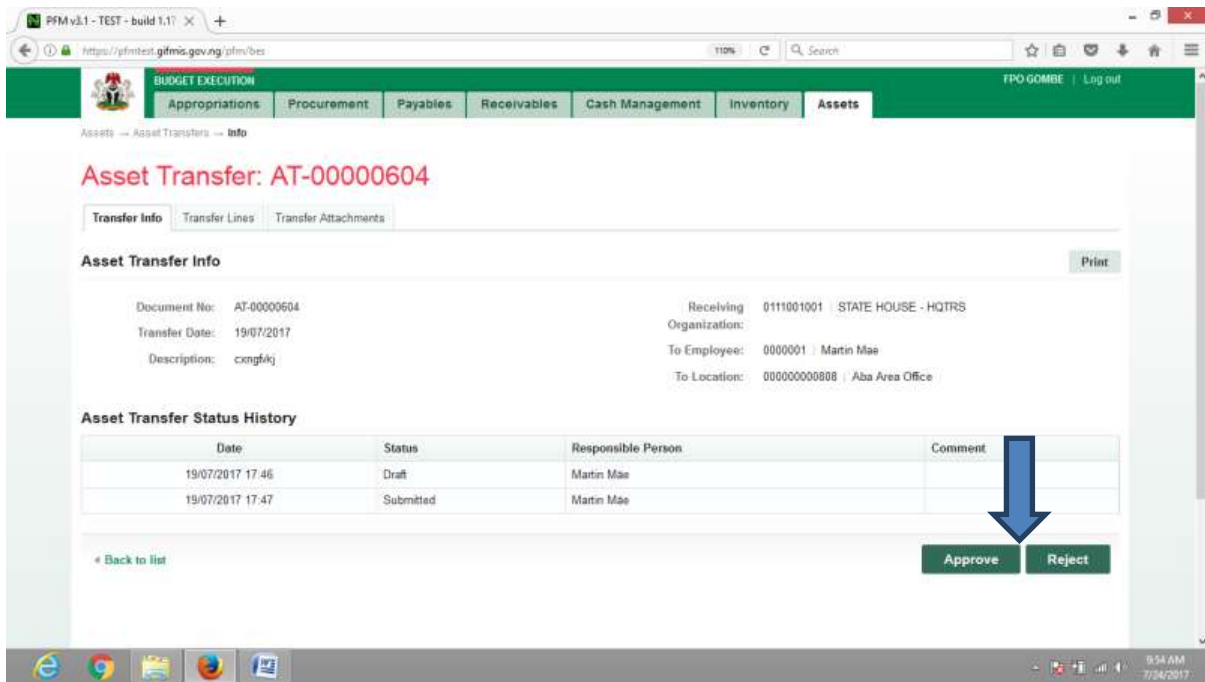 PFM v3.1 - TEST - build 1.1
https://pfmtest.gifmis.gov.ng/pfm/bes
110%
Search
BUDGET EXECUTION
FPO GOMBE | Log out
Appropriations Procurement Payables Receivables Cash Management Inventory Assets
Assets → Asset Transfers → Info
Asset Transfer: AT-00000604
Transfer Info Transfer Lines Transfer Attachments
Asset Transfer Info
Print
Document No: AT-00000604
Transfer Date: 19/07/2017
Description: cxngfvkj
Receiving Organization: 0111001001 | STATE HOUSE - HQTRS
To Employee: 0000001 | Martin Mae
To Location: 000000000808 | Aba Area Office
Asset Transfer Status History
Date Status Responsible Person Comment
19/07/2017 17:46 Draft Martin Mäe
19/07/2017 17:47 Submitted Martin Mäe
Back to list
Approve Reject
9:54 AM
7/24/2017